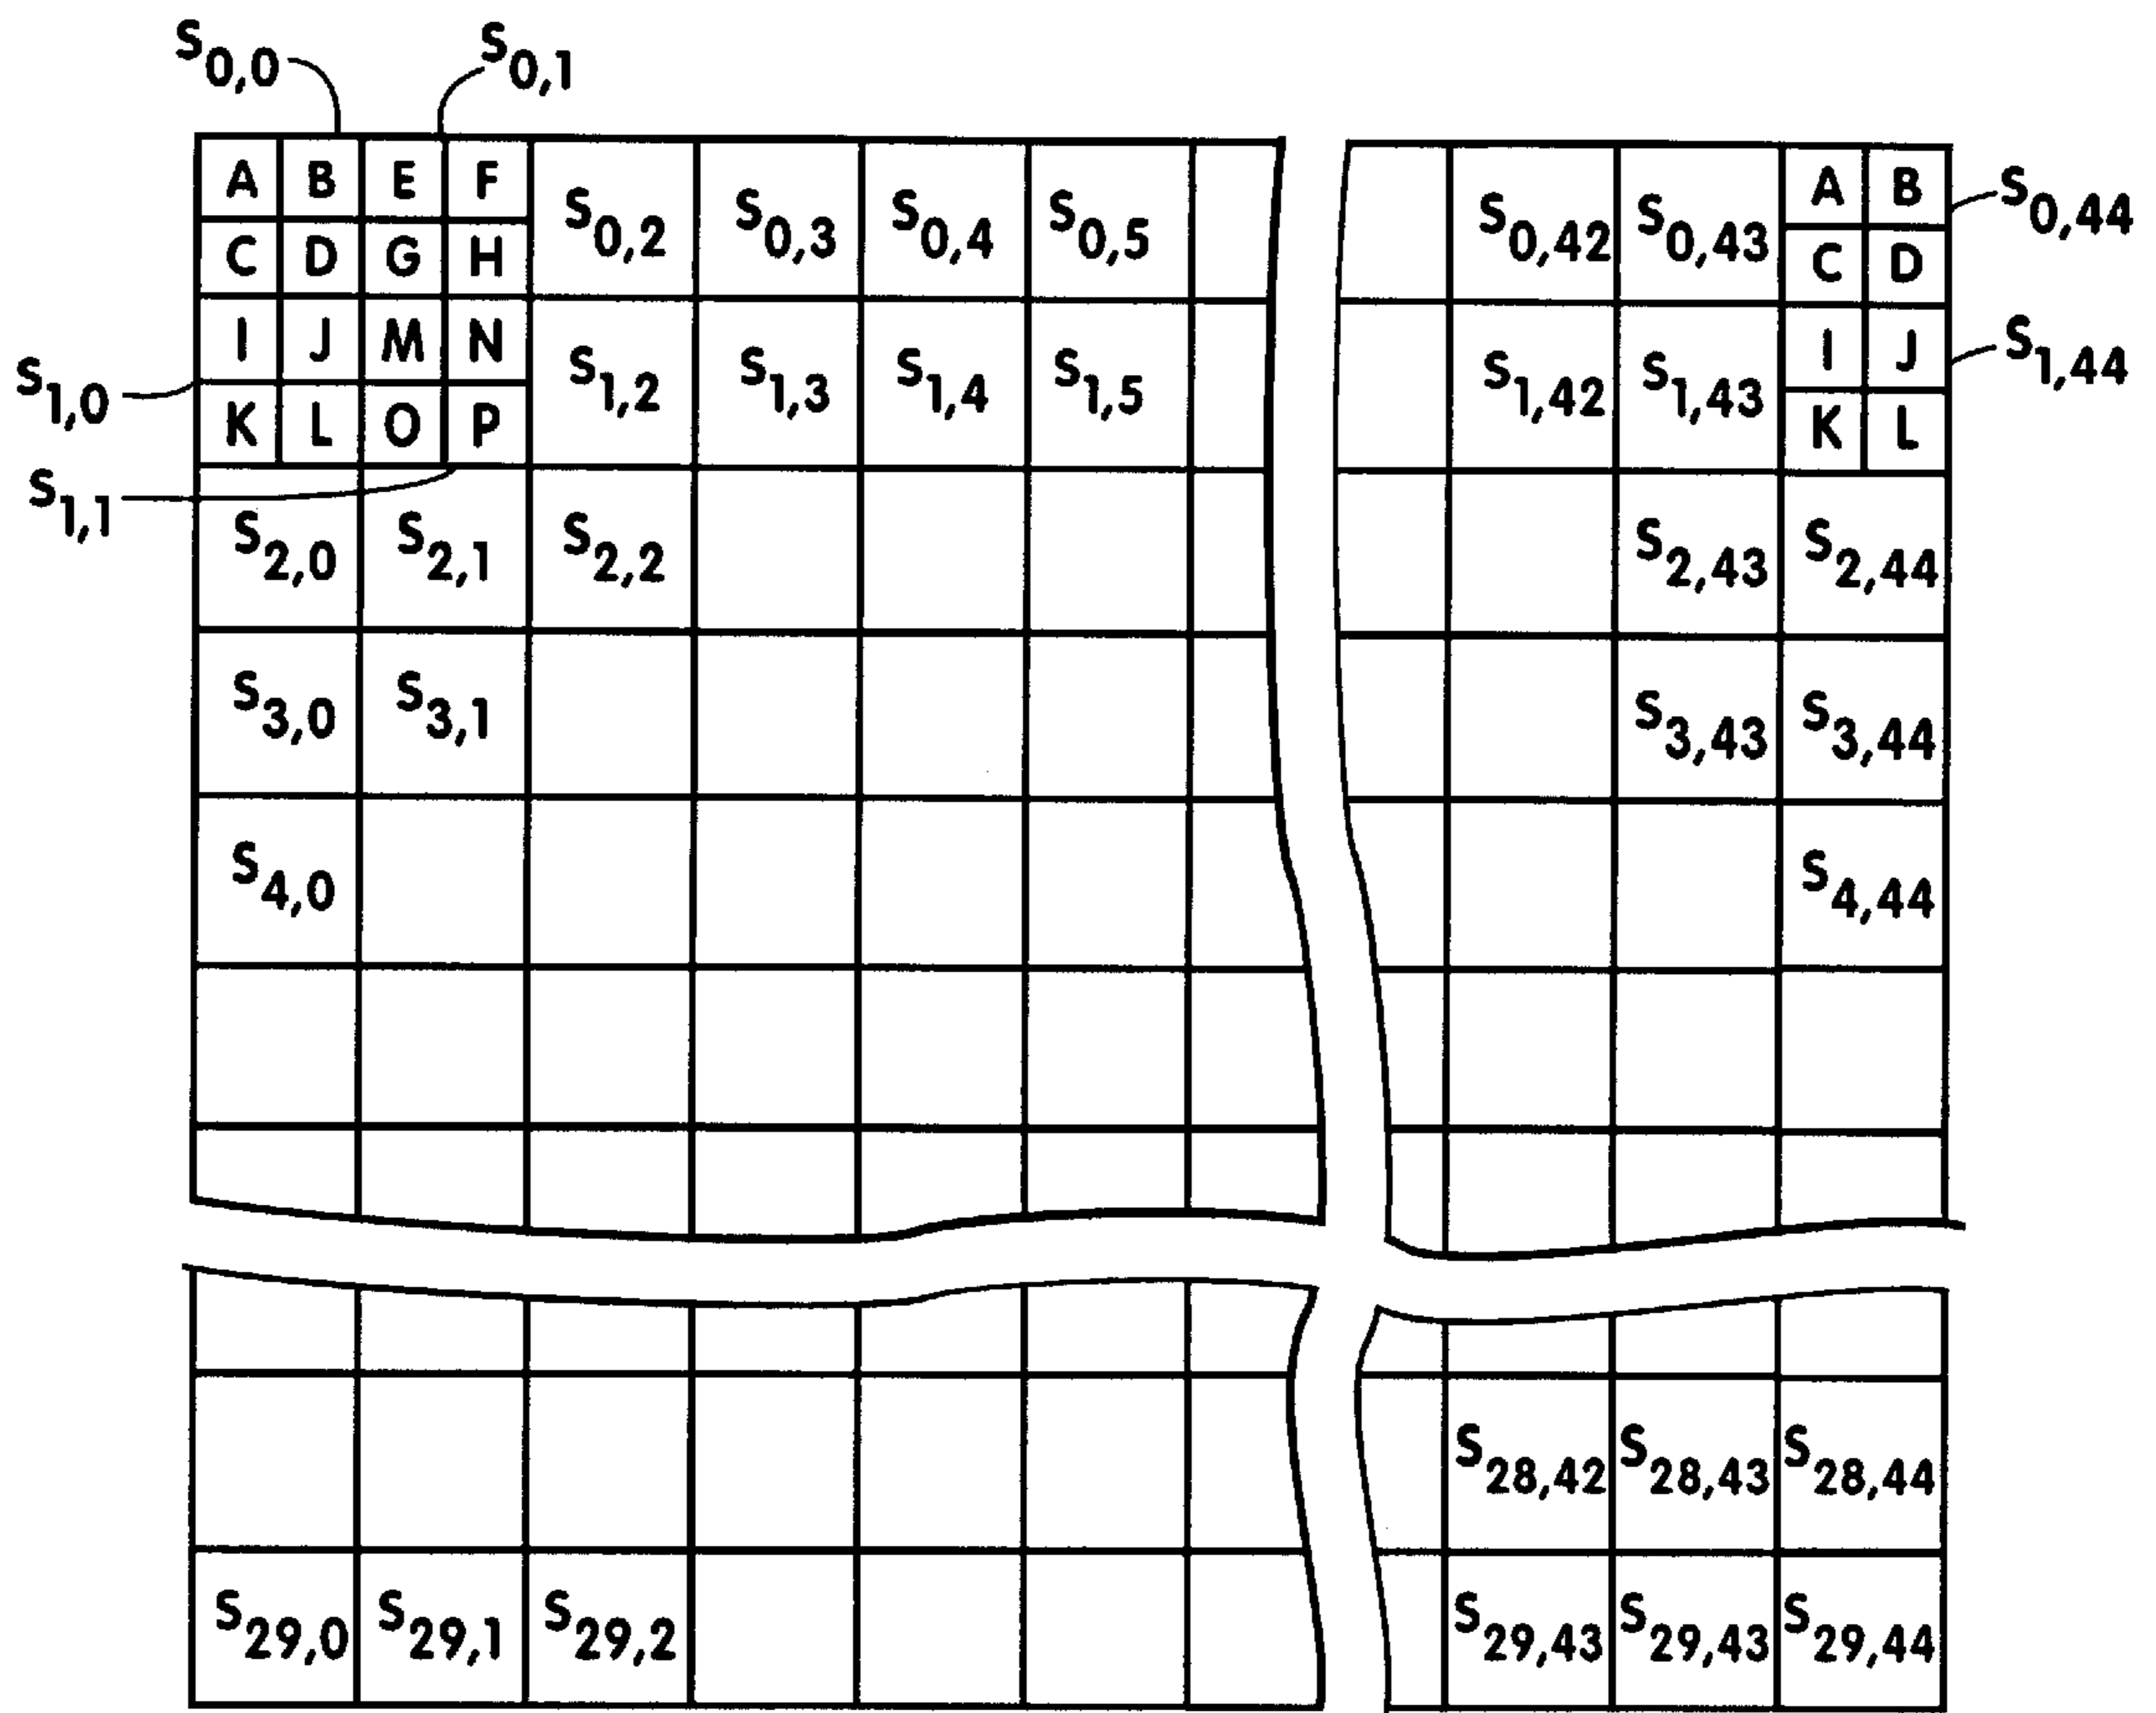 S0,0 S0,1
A B E F S0,2 S0,3 S0,4 S0,5 S0,42 S0,43 A B S0,44
C D G H C D
I J M N S1,2 S1,3 S1,4 S1,5 S1,42 S1,43 I J S1,44
S1,0
K L O P K L
S1,1
S2,0 S2,1 S2,2 S2,43 S2,44
S3,0 S3,1 S3,43 S3,44
S4,0 S4,44
S28,42 S28,43 S28,44
S29,0 S29,1 S29,2 S29,43 S29,43 S29,44